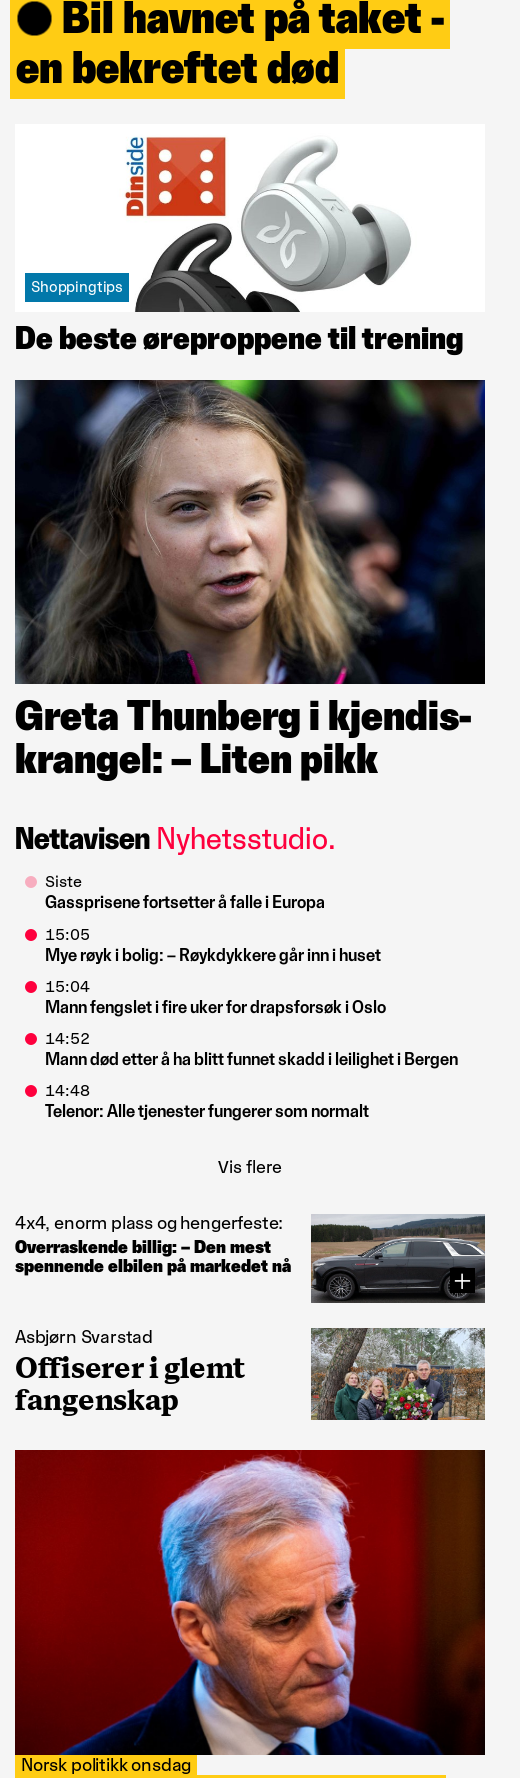 Bil havnet på taket -
en bekreftet død
Dinside
Shoppingtips
De beste øreproppene til trening
Greta Thunberg i kjendis-
krangel: – Liten pikk
Nettavisen Nyhetsstudio.
Siste
Gassprisene fortsetter å falle i Europa
15:05
Mye røyk i bolig: – Røykdykkere går inn i huset
15:04
Mann fengslet i fire uker for drapsforsøk i Oslo
14:52
Mann død etter å ha blitt funnet skadd i leilighet i Bergen
14:48
Telenor: Alle tjenester fungerer som normalt
Vis flere
4x4, enorm plass og hengerfeste:
Overraskende billig: – Den mest
spennende elbilen på markedet nå
Asbjørn Svarstad
Offiserer i glemt
fangenskap
Norsk politikk onsdag